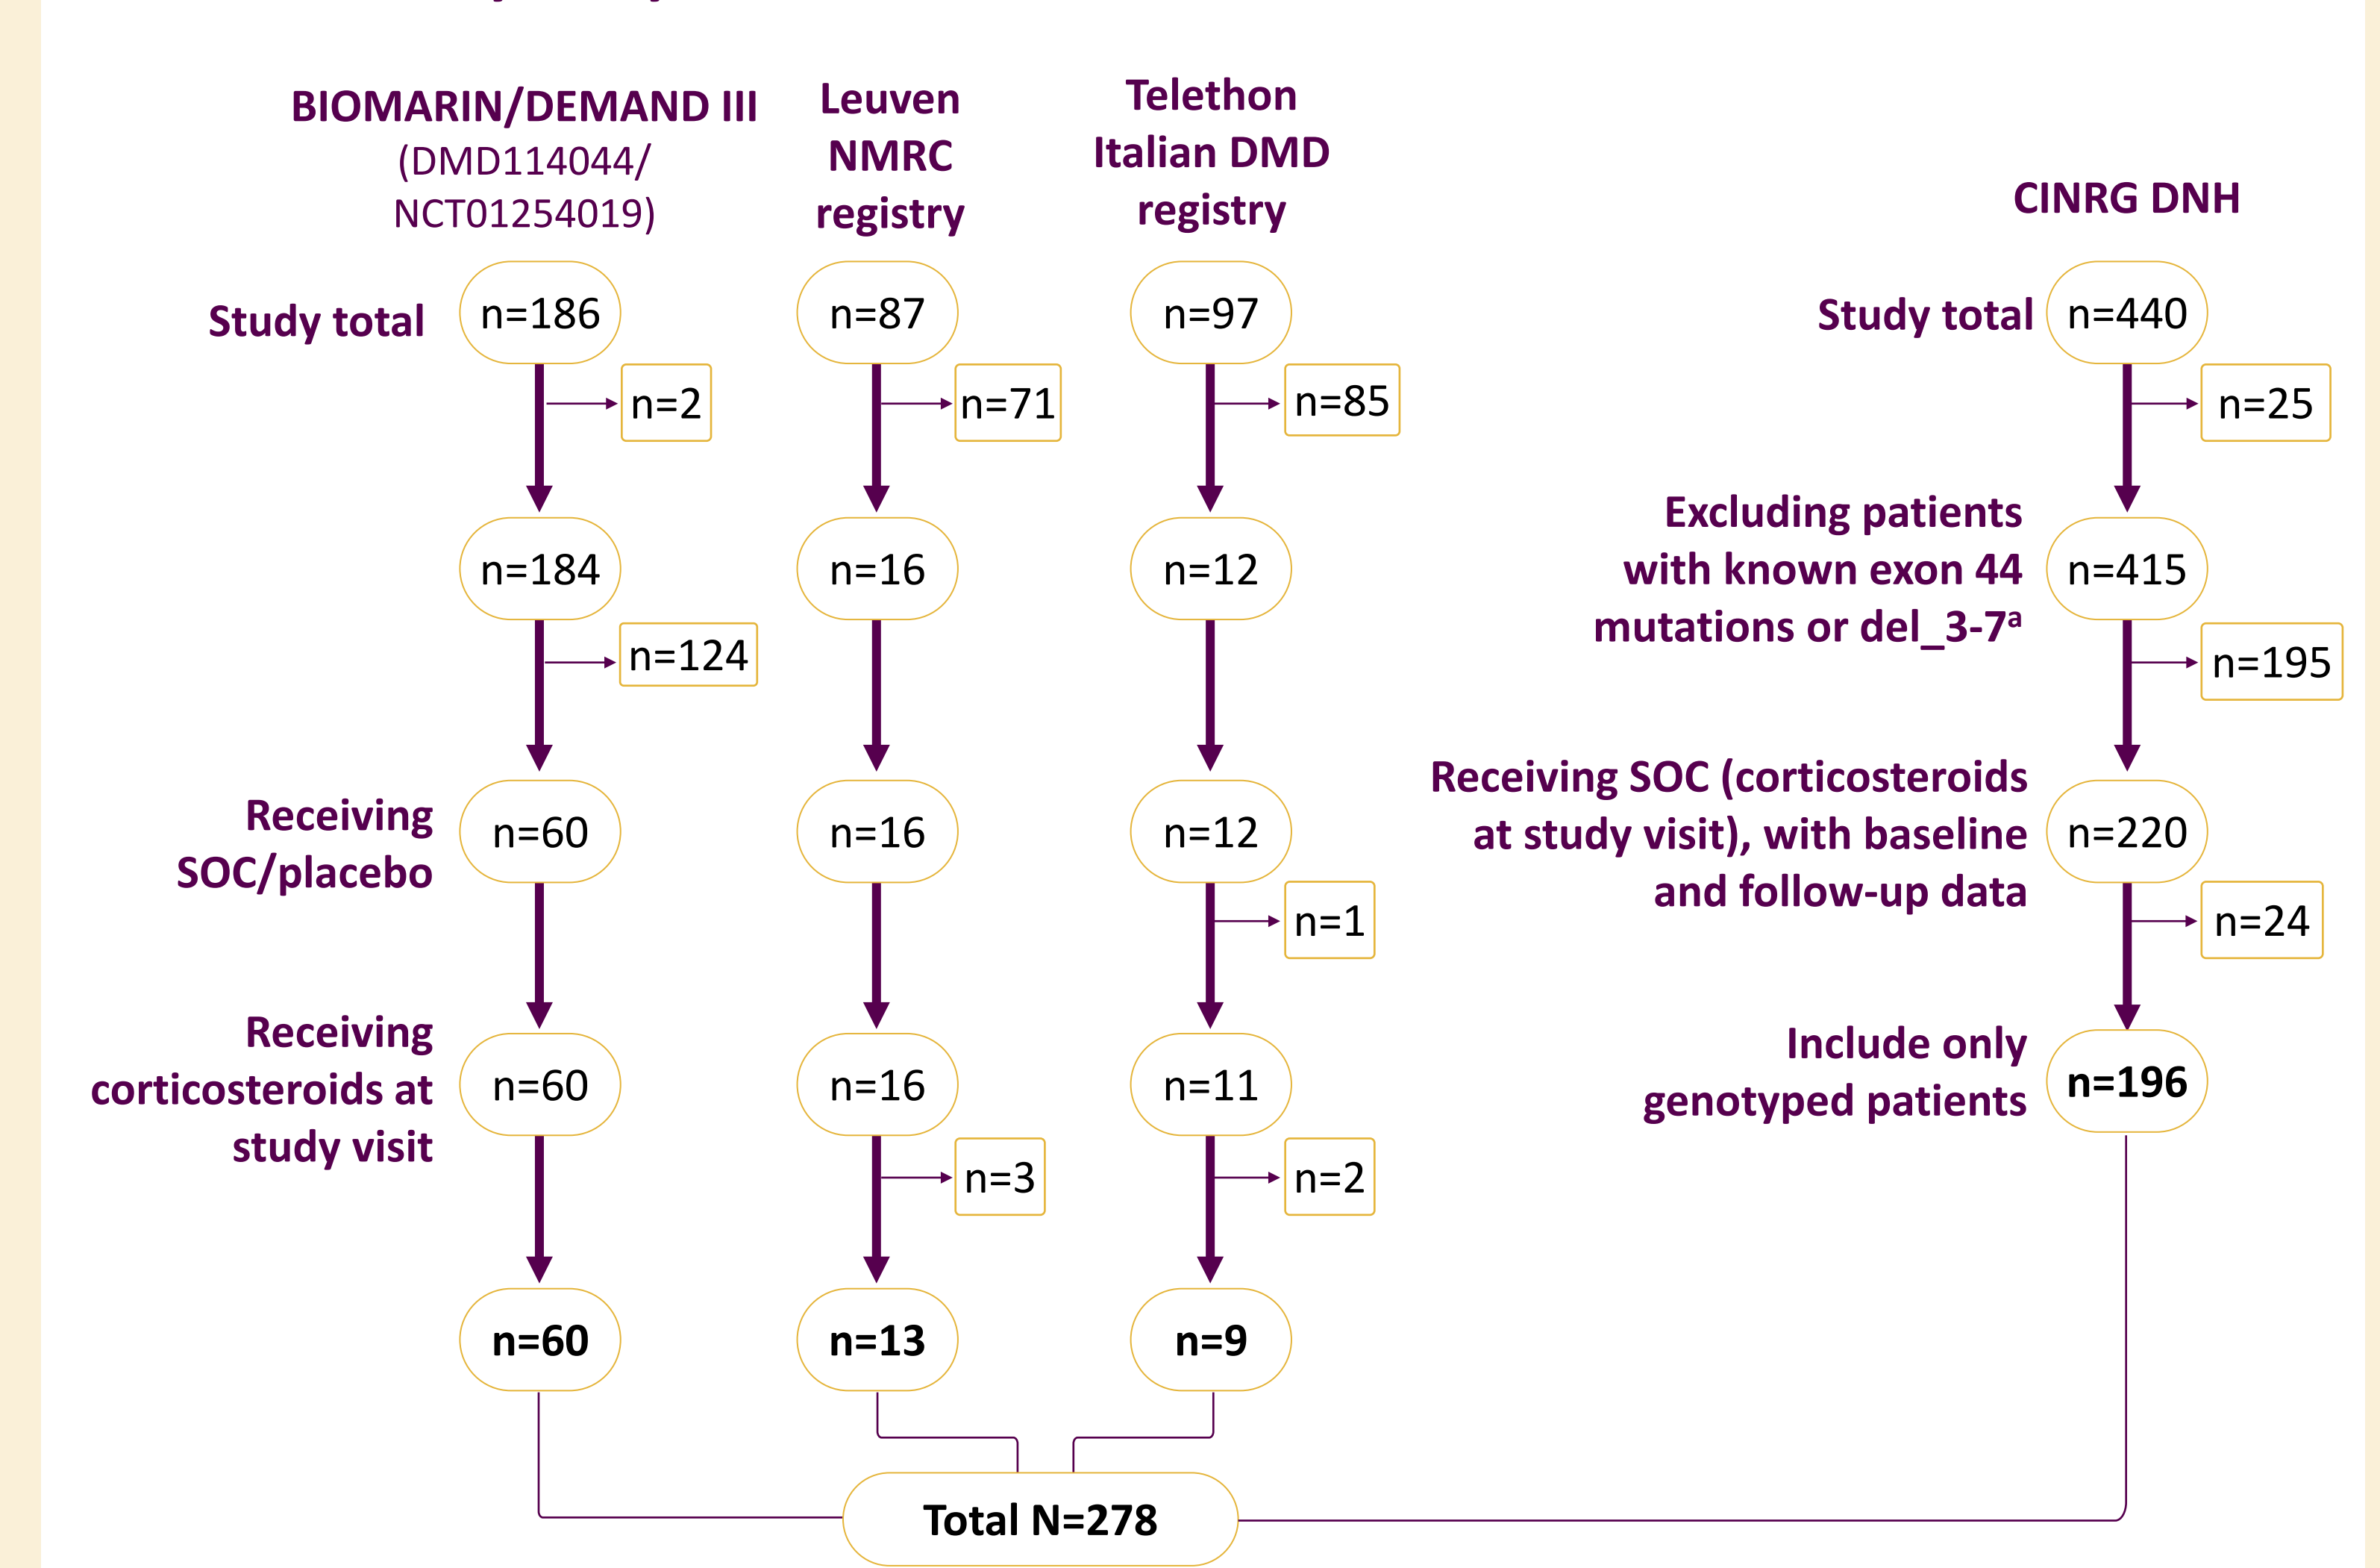 BIOMARIN/DEMAND III
(DMD114044/
NCT01254019)
Leuven
NMRC
registry
Telethon
Italian DMD
registry
CINRG DNH
Study total
n=186
n=87
n=97
Study total
n=440
n=2
n=71
n=85
n=25
n=184
n=16
n=12
Excluding patients
with known exon 44
mutations or del_3-7ᵃ
n=415
n=124
n=195
Receiving
SOC/placebo
n=60
n=16
n=12
Receiving SOC (corticosteroids
at study visit), with baseline
and follow-up data
n=220
n=1
n=24
Receiving
corticosteroids at
study visit
n=60
n=16
n=11
Include only
genotyped patients
n=196
n=3
n=2
n=60
n=13
n=9
Total N=278